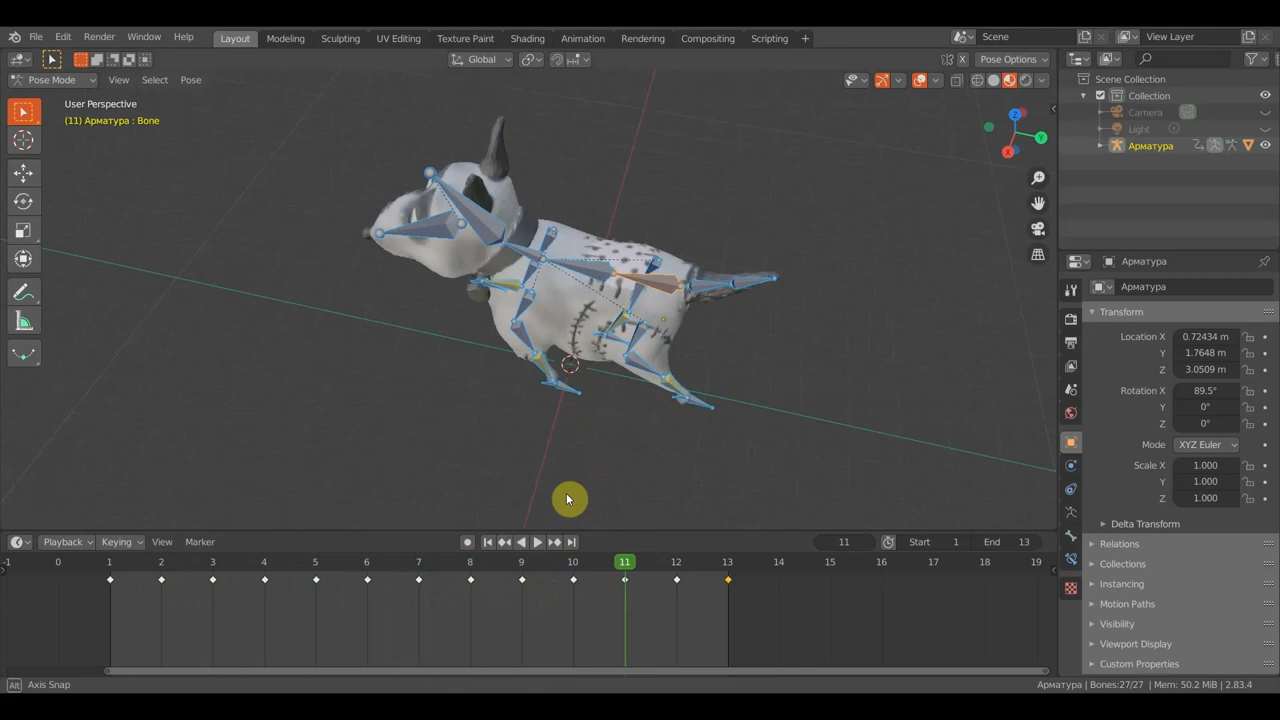 File Edit Render Window Help Layout Modeling Sculpting UV Editing Texture Paint Shading Animation Rendering Compositing Scripting + Scene View Layer
Global Pose Options
Pose Mode View Select Pose
User Perspective
(11) Арматура : Bone
Z
Y
X
Scene Collection
Collection
Camera
Light
Арматура
Арматура
Арматура
Transform
Location X 0.72434 m
Y 1.7648 m
Z 3.0509 m
Rotation X 89.5°
Y 0°
Z 0°
Mode XYZ Euler
Scale X 1.000
Y 1.000
Z 1.000
Delta Transform
Relations
Collections
Instancing
Motion Paths
Visibility
Viewport Display
Custom Properties
Playback Keying View Marker 11 Start 1 End 13
-1 0 1 2 3 4 5 6 7 8 9 10 11 12 13 14 15 16 17 18 19
Alt Axis Snap Арматура | Bones:27/27 | Mem: 50.2 MiB | 2.83.4